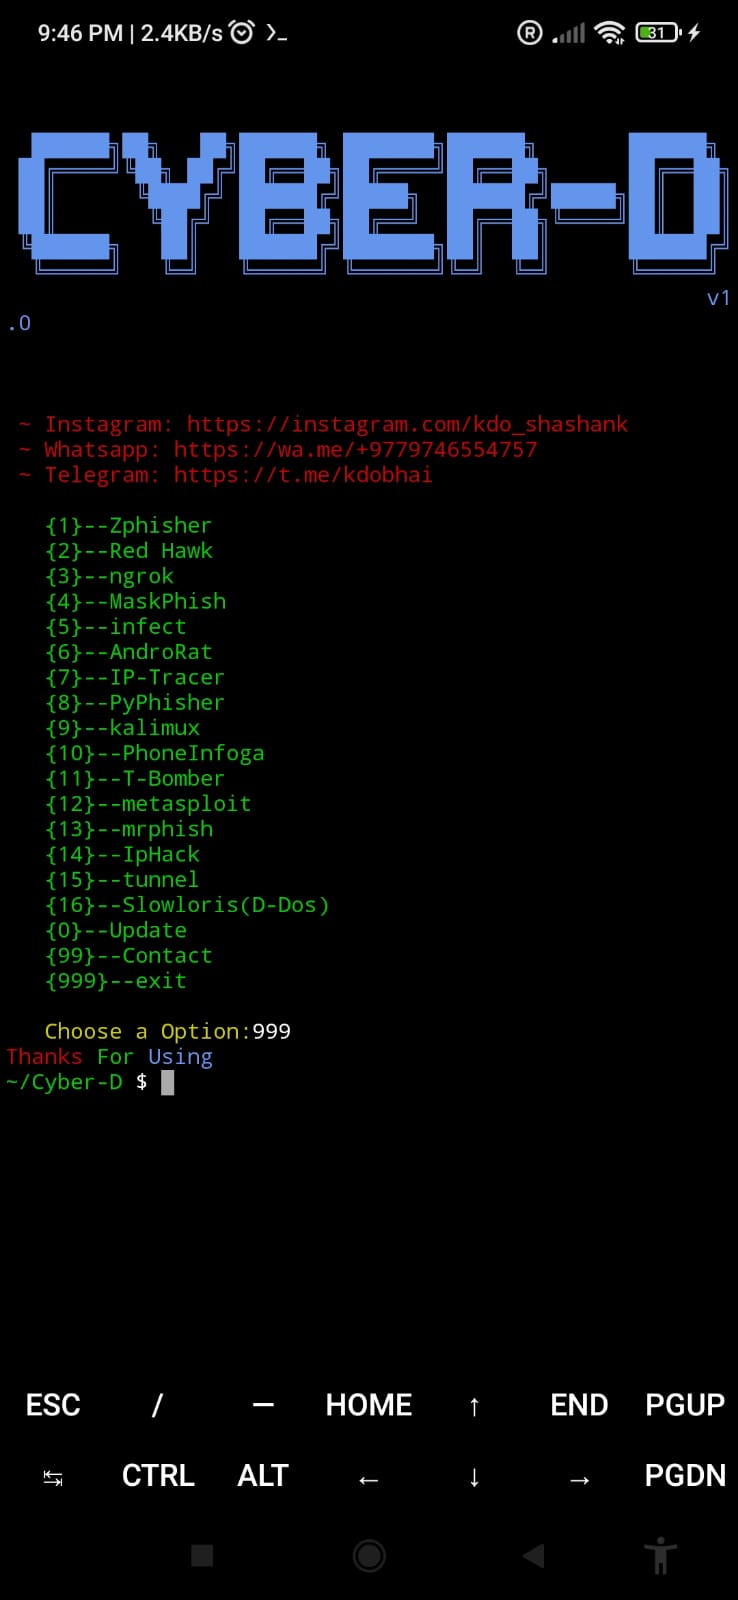 9:46 PM | 2.4KB/s
R
31
CYBER-D
v1
.0
~ Instagram: https://instagram.com/kdo_shashank
~ Whatsapp: https://wa.me/+9779746554757
~ Telegram: https://t.me/kdobhai
{1}--Zphisher
{2}--Red Hawk
{3}--ngrok
{4}--MaskPhish
{5}--infect
{6}--AndroRat
{7}--IP-Tracer
{8}--PyPhisher
{9}--kalimux
{10}--PhoneInfoga
{11}--T-Bomber
{12}--metasploit
{13}--mrphish
{14}--IpHack
{15}--tunnel
{16}--Slowloris(D-Dos)
{0}--Update
{99}--Contact
{999}--exit
Choose a Option:999
Thanks For Using
~/Cyber-D $
ESC / — HOME ↑ END PGUP
↹ CTRL ALT ← ↓ → PGDN